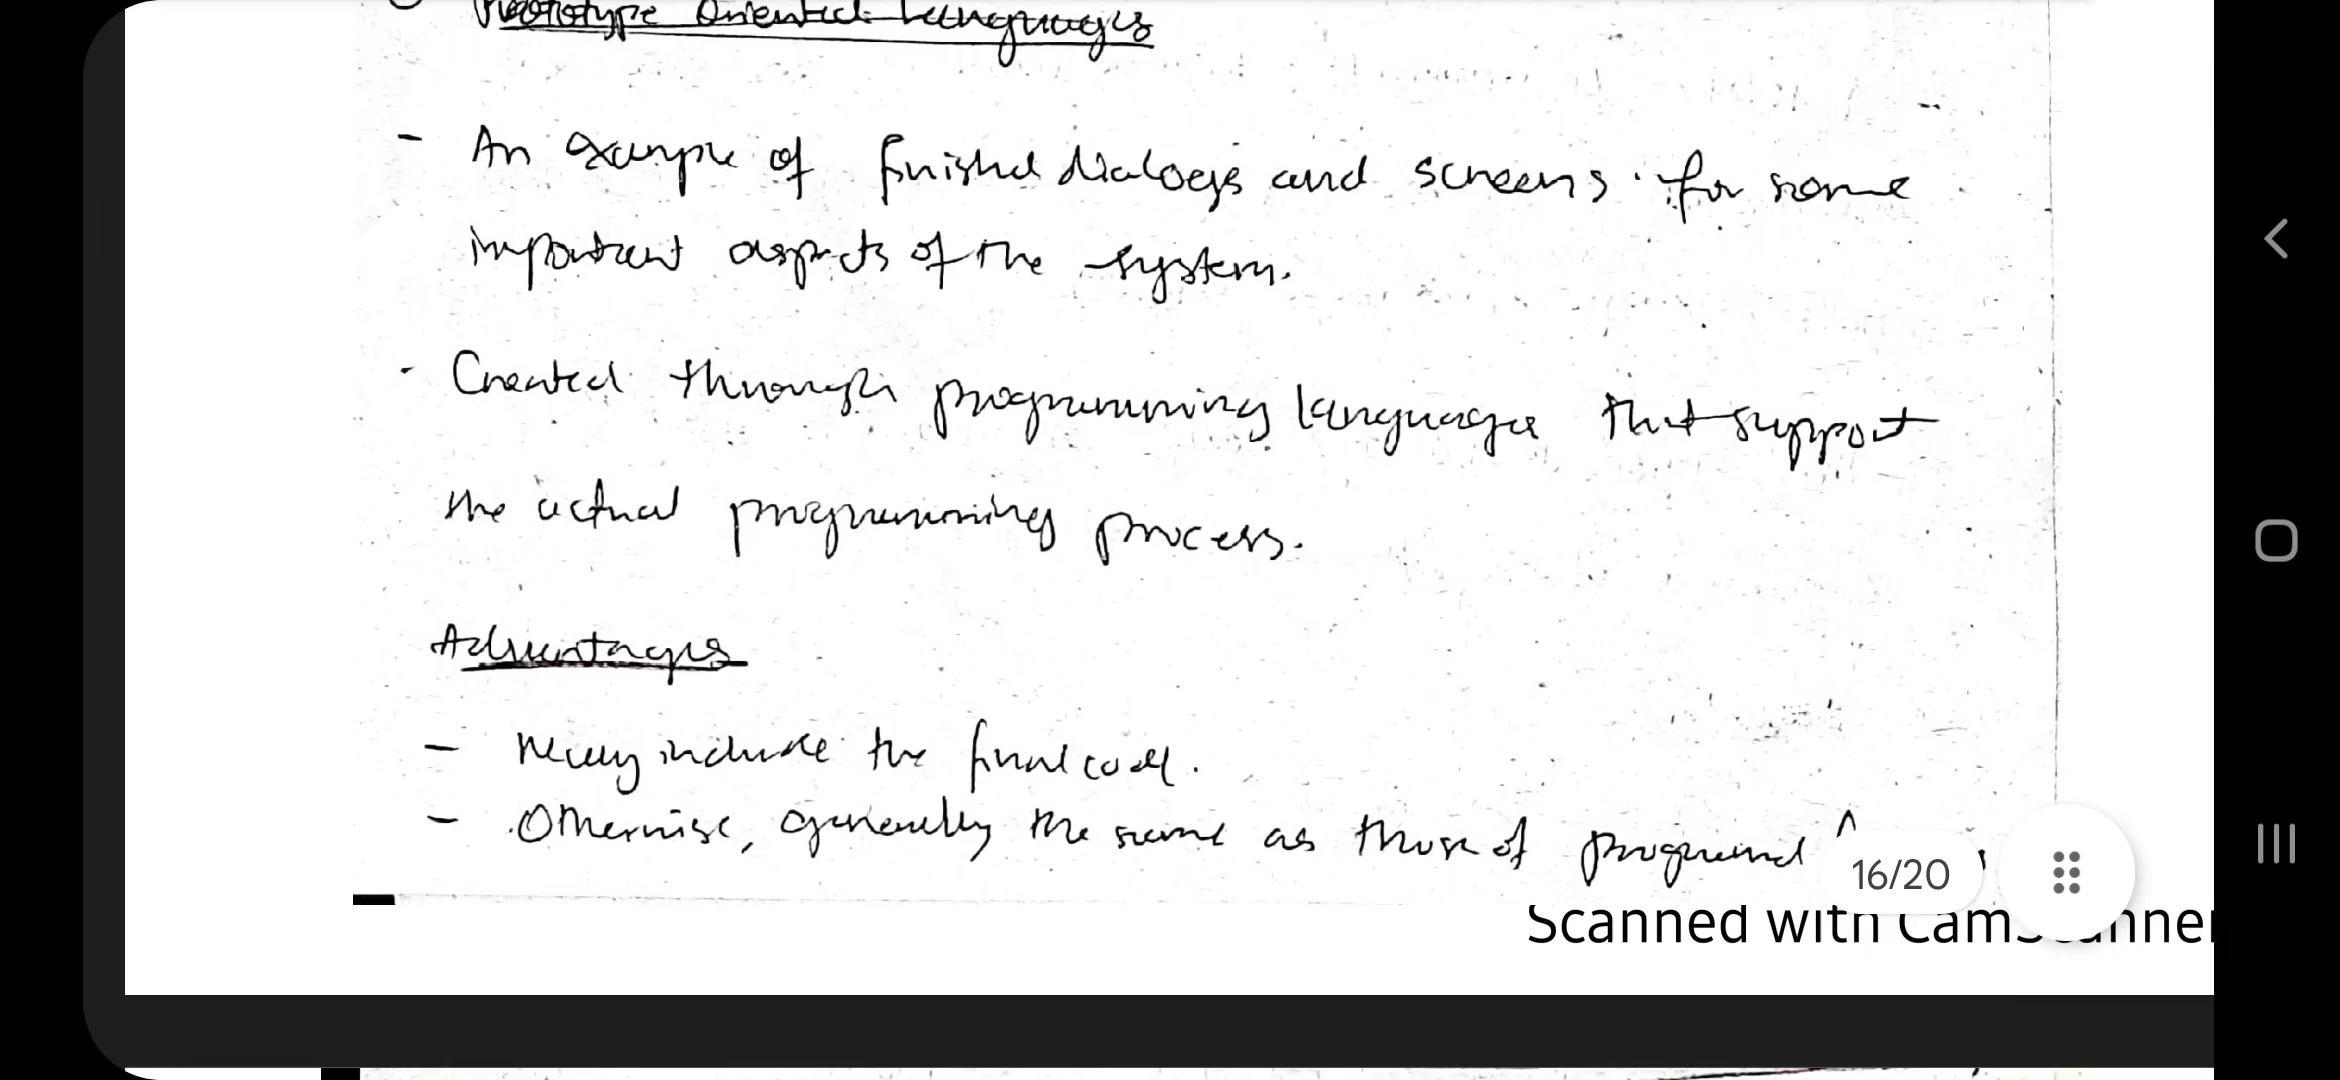 Prototype Oriented Languages
- An example of finished dialogs and screens for some
important aspects of the system.
- Created through programming languages that support
the actual programming process.
Advantages
- include the final code.
- Otherwise, generally the same as those of
16/20
Scanned with CamScanner